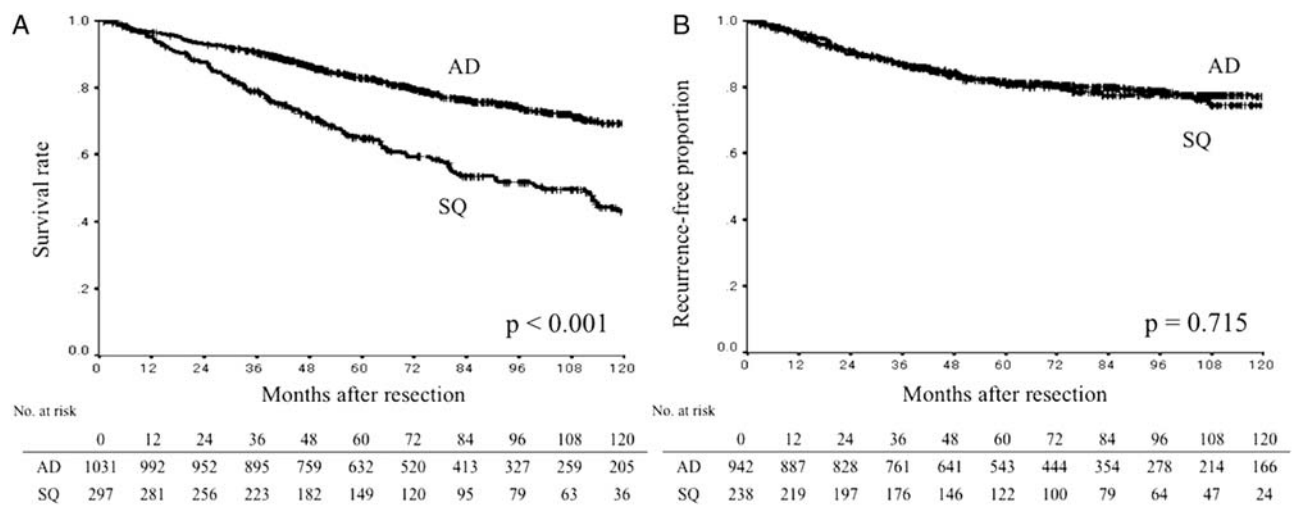 A
Survival rate
1.0
.8
.6
.4
.2
0.0
AD
SQ
p < 0.001
0 12 24 36 48 60 72 84 96 108 120
Months after resection
No. at risk
0 12 24 36 48 60 72 84 96 108 120
AD 1031 992 952 895 759 632 520 413 327 259 205
SQ 297 281 256 223 182 149 120 95 79 63 36
B
Recurrence-free proportion
1.0
.8
.6
.4
.2
0.0
AD
SQ
p = 0.715
0 12 24 36 48 60 72 84 96 108 120
Months after resection
No. at risk
0 12 24 36 48 60 72 84 96 108 120
AD 942 887 828 761 641 543 444 354 278 214 166
SQ 238 219 197 176 146 122 100 79 64 47 24